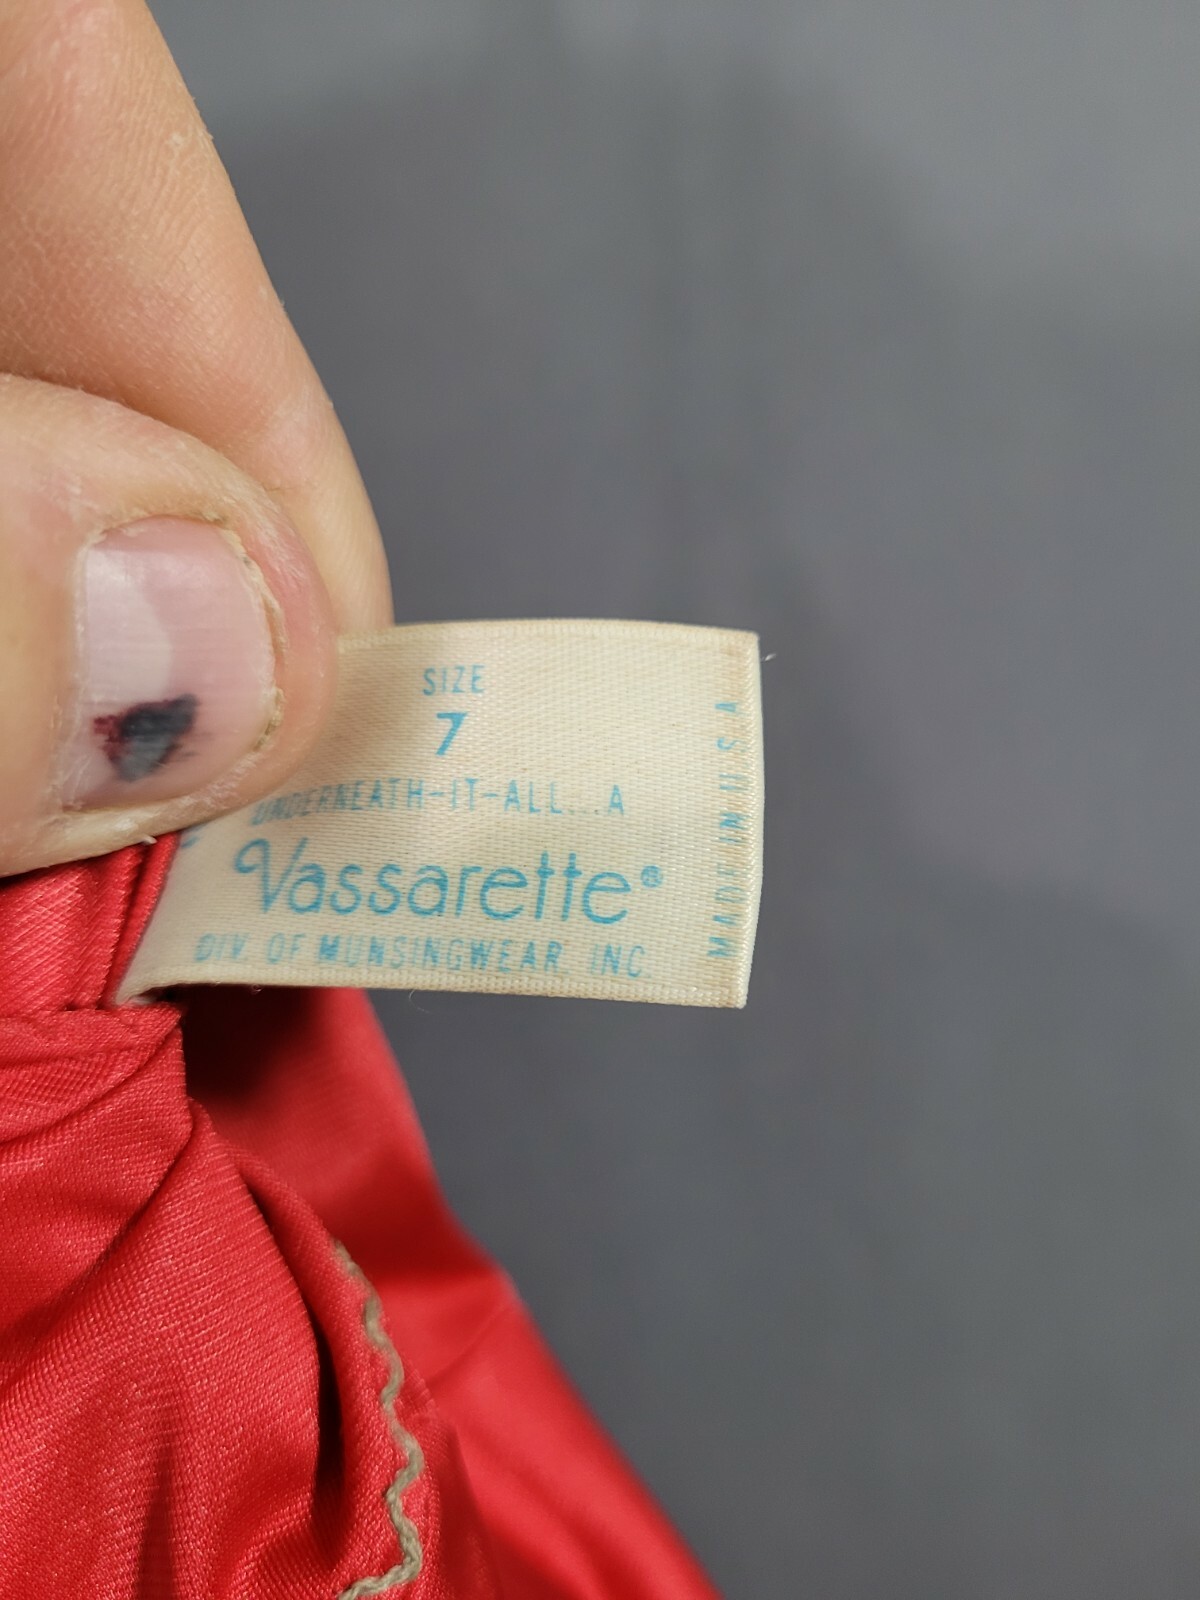 SIZE
7
UNDERNEATH-IT-ALL...A
Vassarette®
DIV. OF MUNSINGWEAR, INC.
MADE IN U.S.A